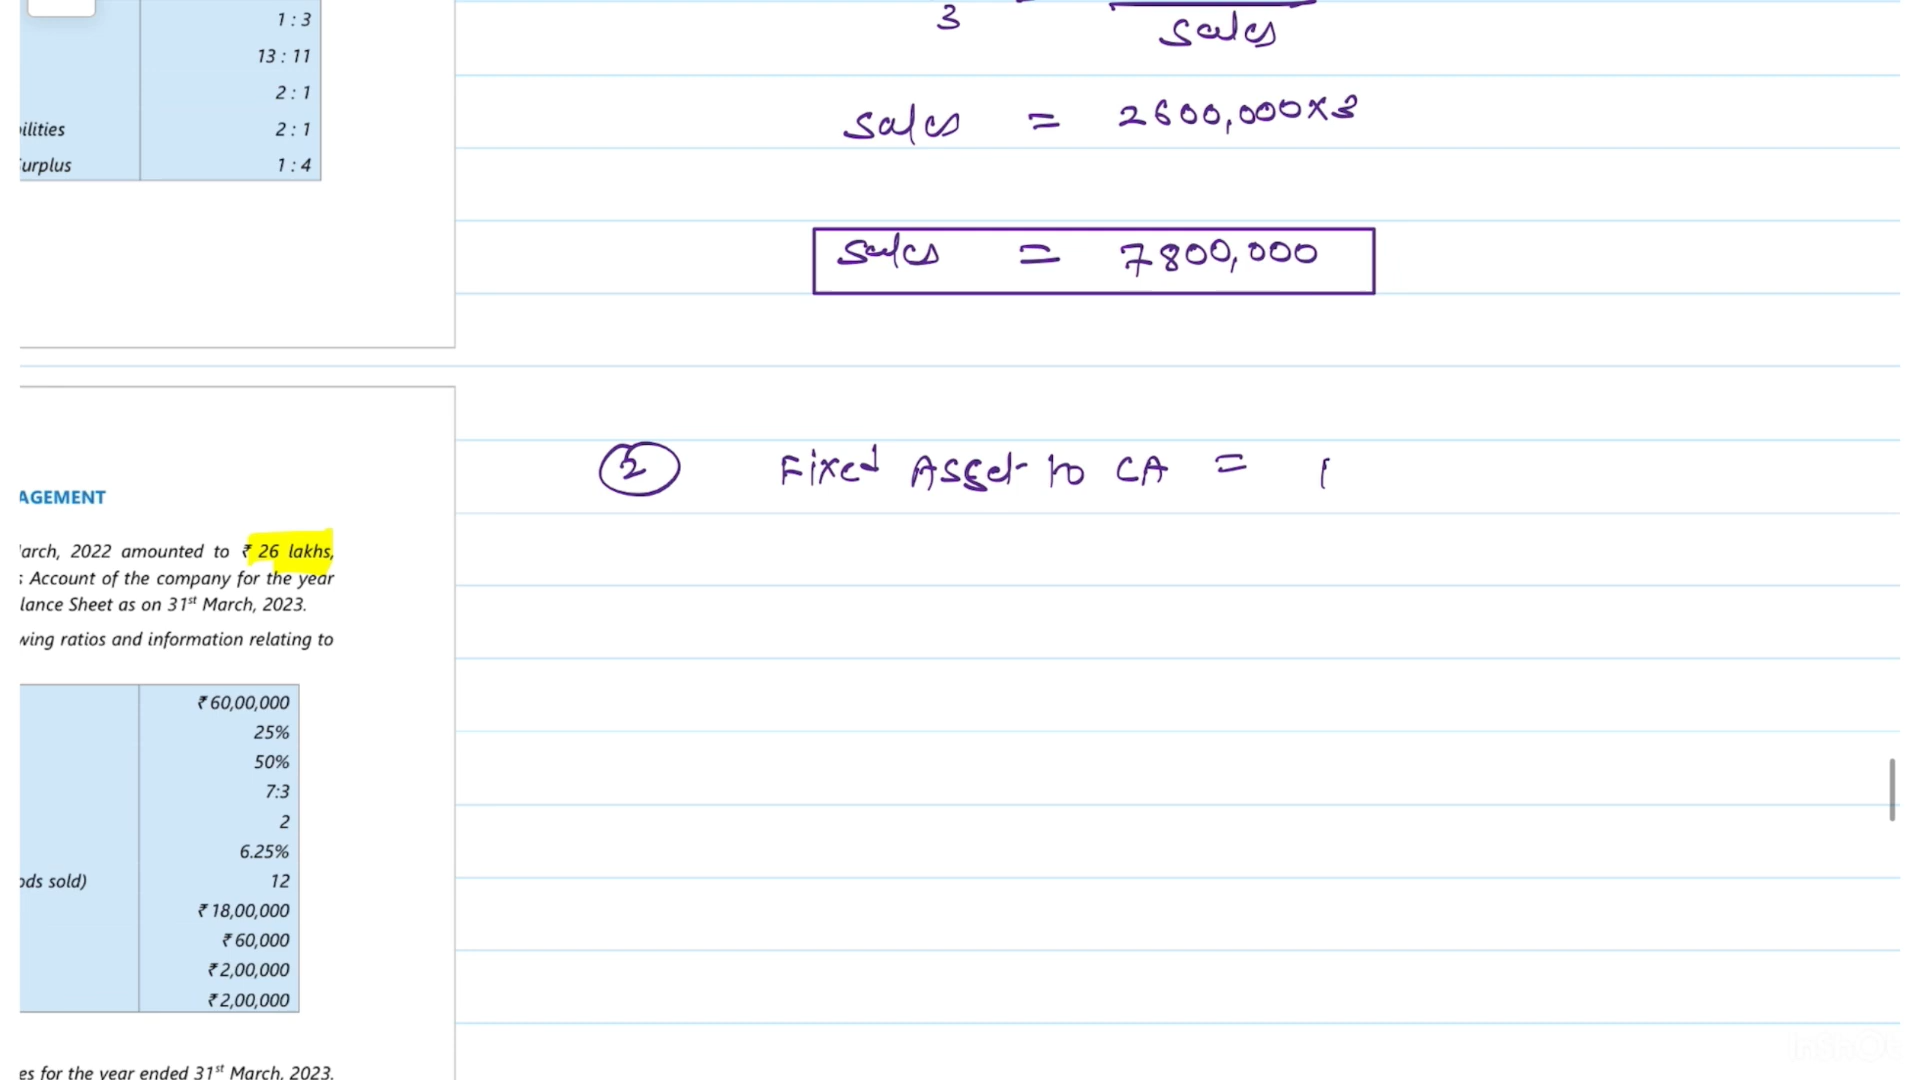 1 : 3
13 : 11
2 : 1
ilities 2 : 1
urplus 1 : 4
AGEMENT
arch, 2022 amounted to ₹ 26 lakhs,
; Account of the company for the year
lance Sheet as on 31st March, 2023.
wing ratios and information relating to
₹ 60,00,000
25%
50%
7:3
2
6.25%
ods sold) 12
₹ 18,00,000
₹ 60,000
₹ 2,00,000
₹ 2,00,000
es for the year ended 31st March, 2023.
3 = sales
sales = 2600,000×3
sales = 7800,000
2 Fixed Asset to CA =